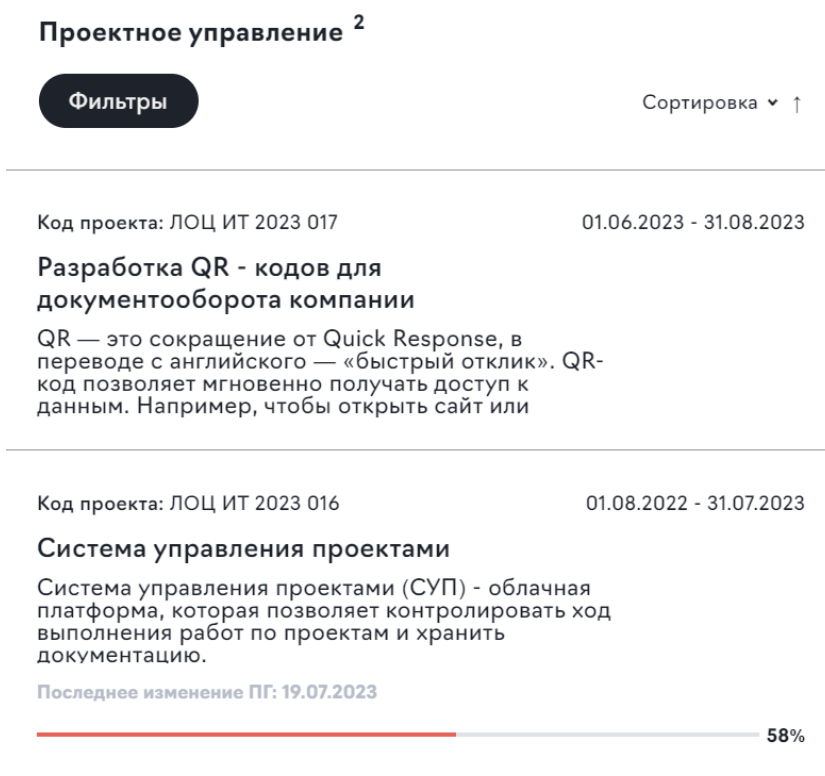 Проектное управление 2
Фильтры
Сортировка ↑
Код проекта: ЛОЦ ИТ 2023 017 01.06.2023 - 31.08.2023
Разработка QR - кодов для
документооборота компании
QR — это сокращение от Quick Response, в
переводе с английского — «быстрый отклик». QR-
код позволяет мгновенно получать доступ к
данным. Например, чтобы открыть сайт или
Код проекта: ЛОЦ ИТ 2023 016 01.08.2022 - 31.07.2023
Система управления проектами
Система управления проектами (СУП) - облачная
платформа, которая позволяет контролировать ход
выполнения работ по проектам и хранить
документацию.
Последнее изменение ПГ: 19.07.2023
58%